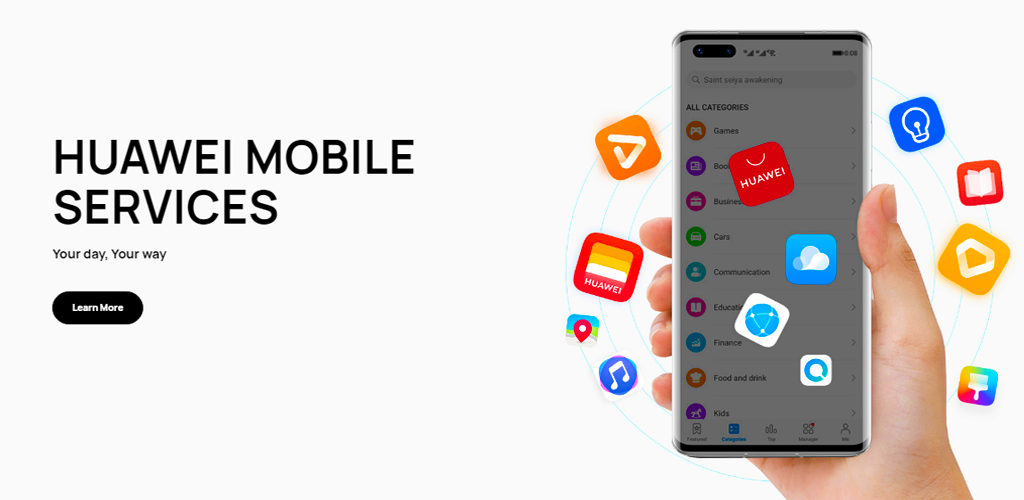 HUAWEI MOBILE
SERVICES
Your day, Your way
Learn More
Saint seiya awakening
ALL CATEGORIES
Games
HUAWEI
Cars
HUAWEI
Communication
Finance
Food and drink
Kids
Featured
Categories
Top
Manager
Me